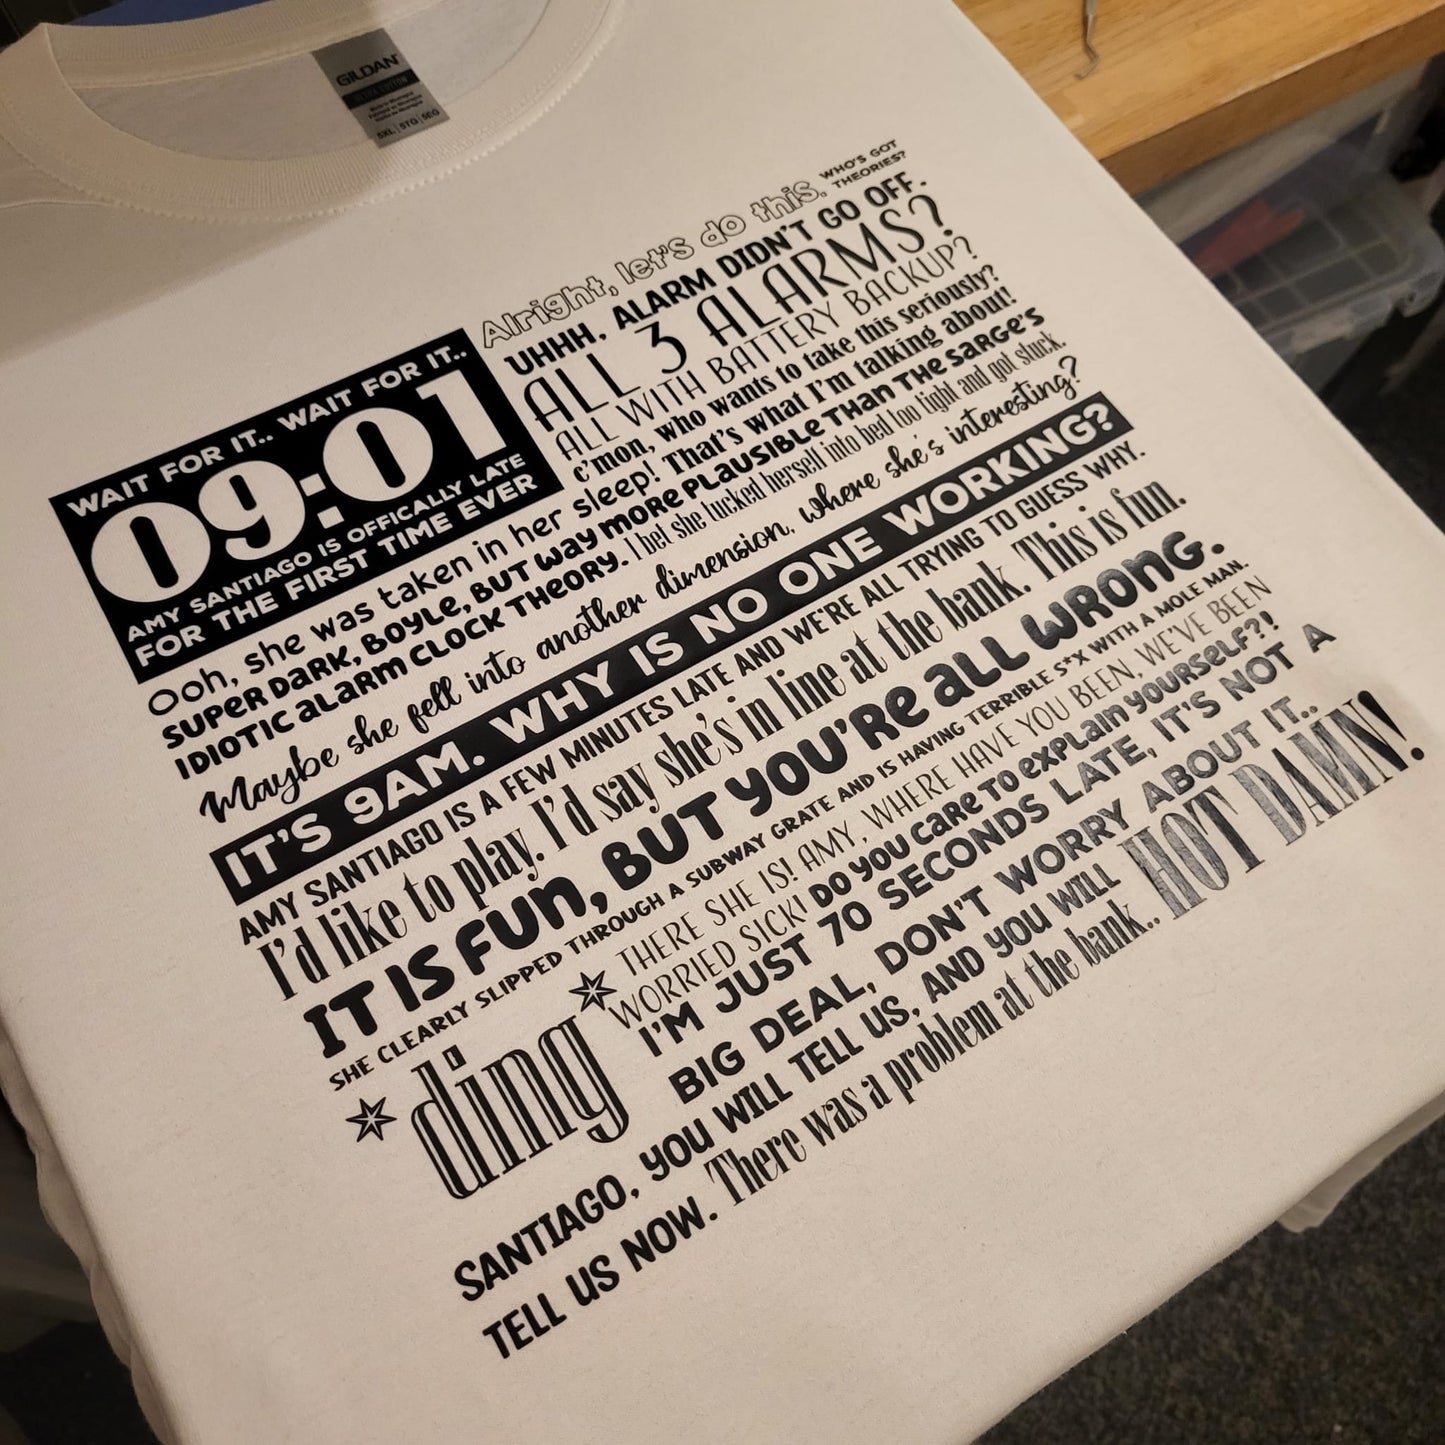 GILDAN
ULTRA COTTON
5XL | 5TG | 5EG
WAIT FOR IT.. WAIT FOR IT..
09:01
AMY SANTIAGO IS OFFICALLY LATE
FOR THE FIRST TIME EVER
Alright, let's do this. WHO'S GOT
THEORIES?
UHHH, ALARM DIDN'T GO OFF.
ALL 3 ALARMS?
ALL WITH BATTERY BACKUP?
c'mon, who wants to take this seriously?
Ooh, she was taken in her sleep! That's what I'm talking about!
SUPER DARK, BOYLE, BUT WAY MORE PLAUSIBLE THAN THE SARGE'S
IDIOTIC ALARM CLOCK THEORY. I bet she tucked herself into bed too tight and got stuck.
Maybe she fell into another dimension, where she's interesting?
IT'S 9AM. WHY IS NO ONE WORKING?
AMY SANTIAGO IS A FEW MINUTES LATE AND WE'RE ALL TRYING TO GUESS WHY.
I'd like to play. I'd say she's in line at the bank. This is fun.
IT IS FUN, BUT YOU'RE ALL WRONG.
SHE CLEARLY SLIPPED THROUGH A SUBWAY GRATE AND IS HAVING TERRIBLE S*X WITH A MOLE MAN.
*ding*
THERE SHE IS! AMY, WHERE HAVE YOU BEEN, WE'VE BEEN
WORRIED SICK! DO YOU CARE TO EXPLAIN YOURSELF?!
I'M JUST 70 SECONDS LATE, IT'S NOT A
BIG DEAL, DON'T WORRY ABOUT IT..
SANTIAGO, YOU WILL TELL US, AND YOU WILL
TELL US NOW. There was a problem at the bank.. HOT DAMN!